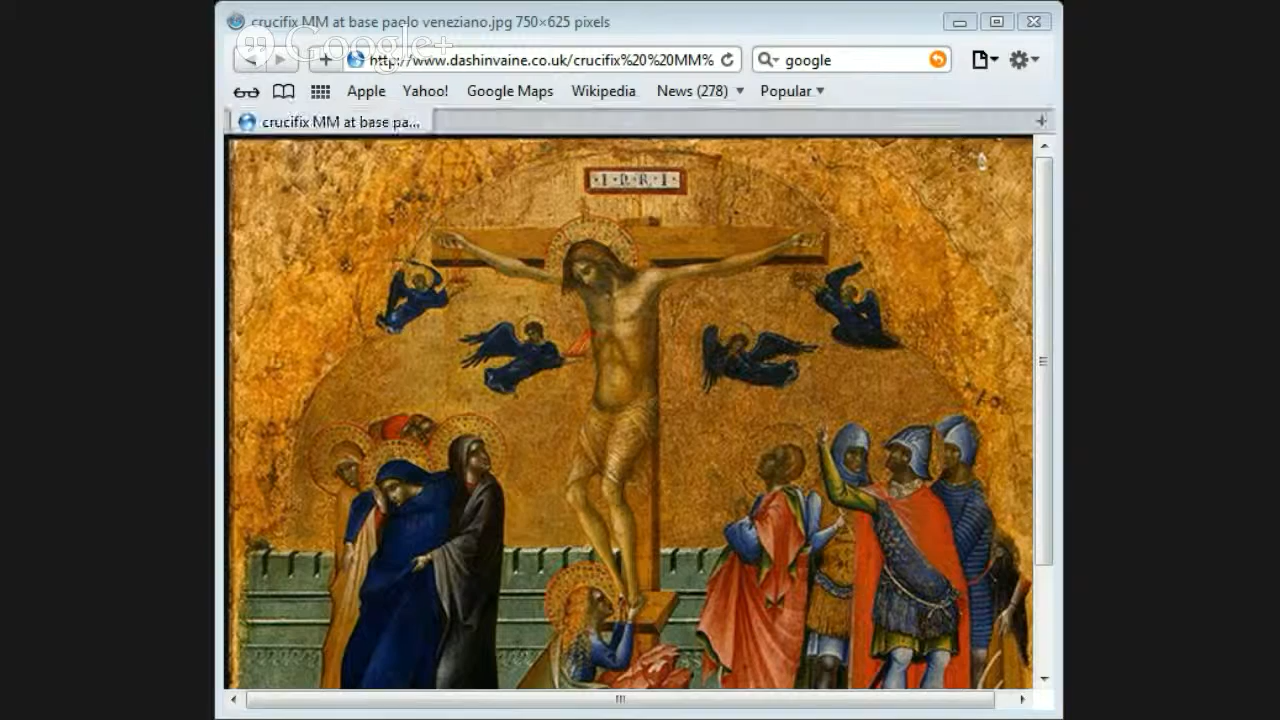 crucifix MM at base paolo veneziano.jpg 750×625 pixels
Google+
http://www.dashinvaine.co.uk/crucifix%20%20MM%
google
Apple Yahoo! Google Maps Wikipedia News (278) Popular
crucifix MM at base pa...
·I·N·R·I·